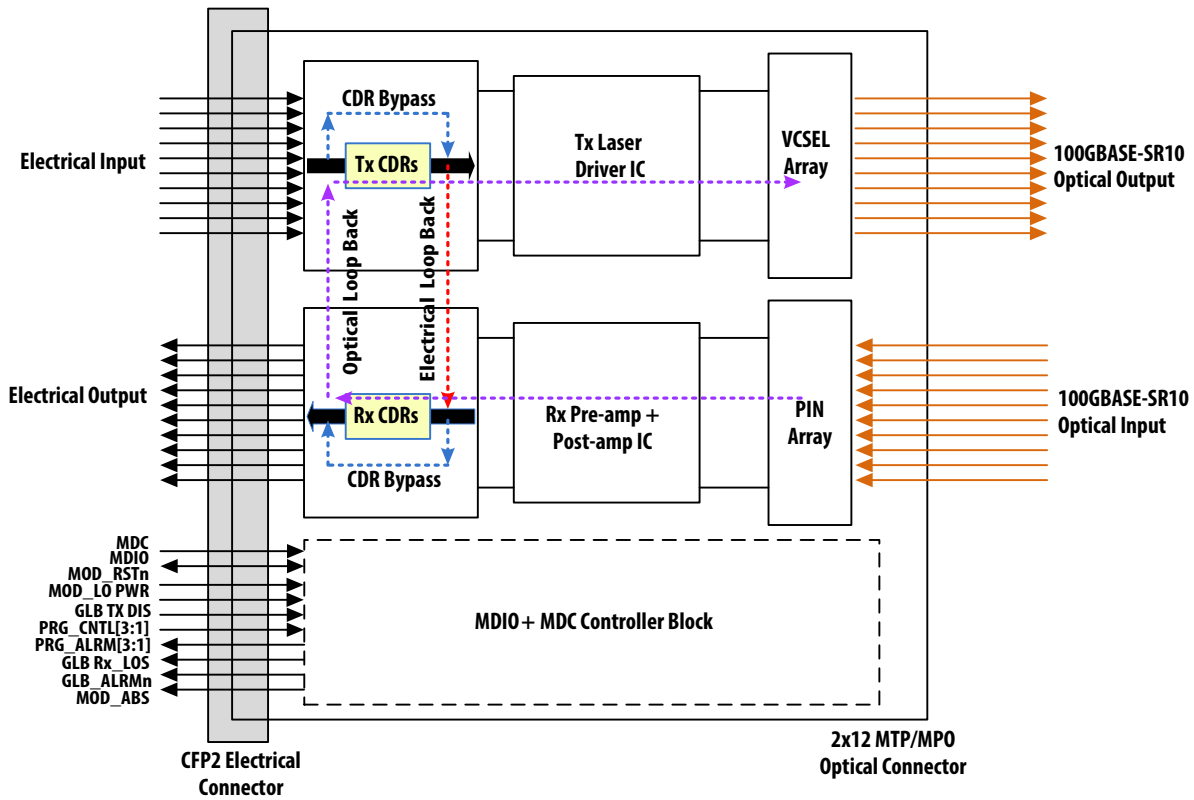 CDR Bypass
Tx CDRs
Electrical Input
Tx Laser
Driver IC
VCSEL
Array
100GBASE-SR10
Optical Output
Optical Loop Back
Electrical Loop Back
Electrical Output
Rx CDRs
CDR Bypass
Rx Pre-amp +
Post-amp IC
PIN
Array
100GBASE-SR10
Optical Input
MDC
MDIO
MOD_RSTn
MOD_LO PWR
GLB TX DIS
PRG_CNTL[3:1]
PRG_ALRM[3:1]
GLB Rx_LOS
GLB_ALRMn
MOD_ABS
MDIO + MDC Controller Block
CFP2 Electrical
Connector
2x12 MTP/MPO
Optical Connector